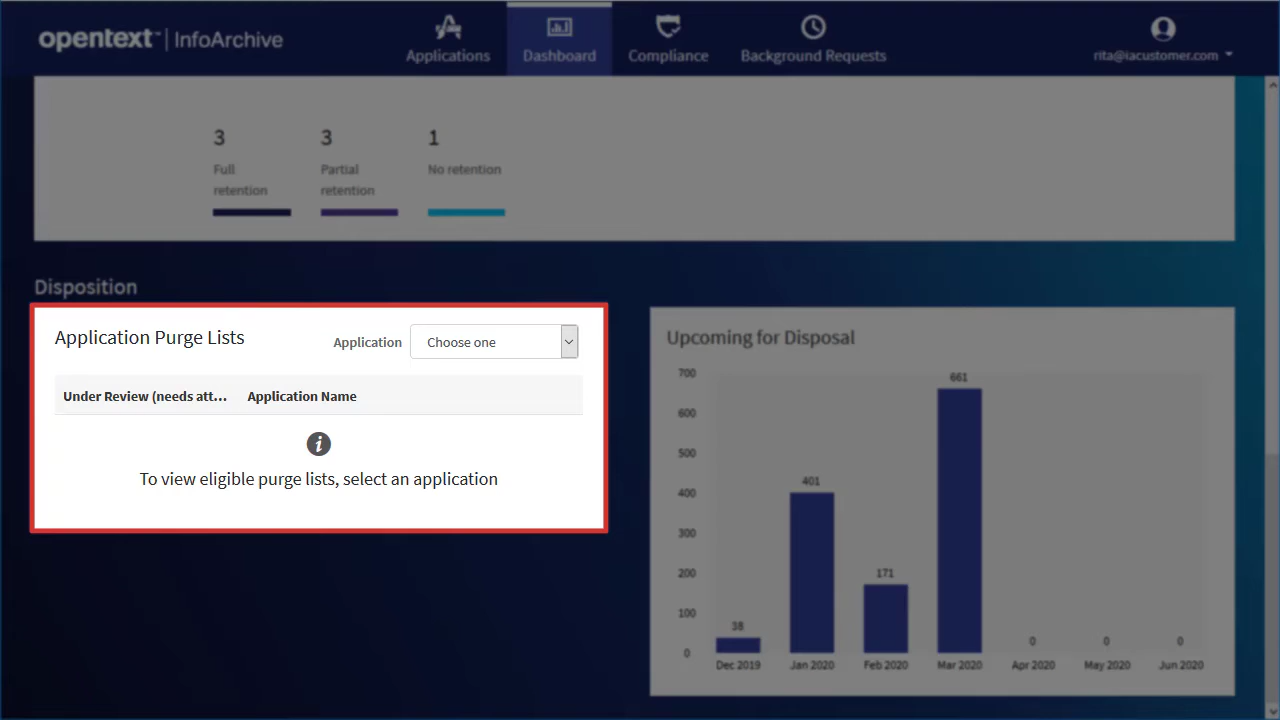 opentext™ | InfoArchive
Applications
Dashboard
Compliance
Background Requests
rita@iacustomer.com
3
Full
retention
3
Partial
retention
1
No retention
Disposition
Application Purge Lists
Application
Choose one
Under Review (needs att...
Application Name
To view eligible purge lists, select an application
Upcoming for Disposal
700
600
500
400
300
200
100
0
38
401
171
661
0
0
0
Dec 2019
Jan 2020
Feb 2020
Mar 2020
Apr 2020
May 2020
Jun 2020